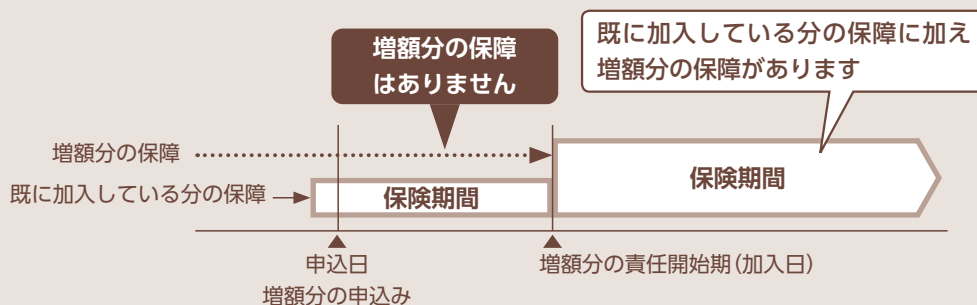 増額分の保障
はありません
既に加入している分の保障に加え
増額分の保障があります
増額分の保障
既に加入している分の保障
保険期間
保険期間
申込日
増額分の申込み
増額分の責任開始期(加入日)